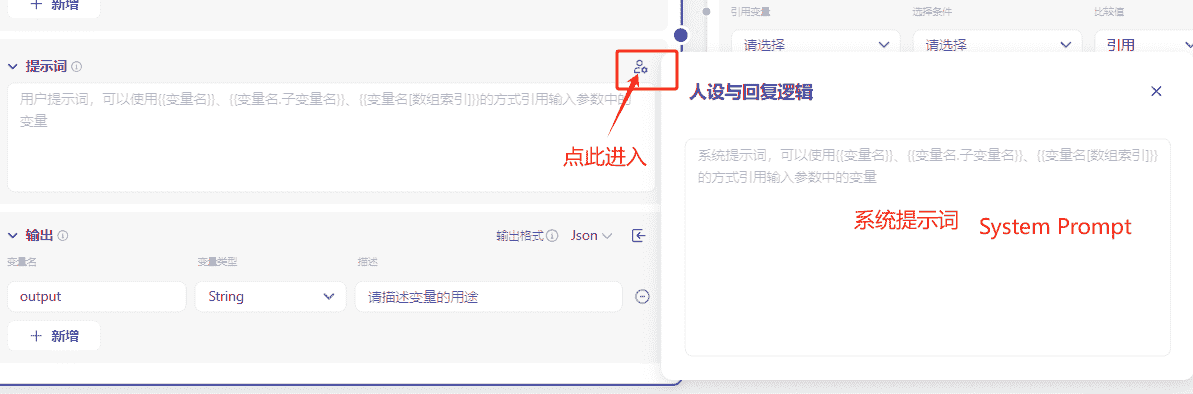 新增
引用变量
选择条件
比较值
请选择
请选择
引用
提示词
用户提示词，可以使用{{变量名}}、{{变量名.子变量名}}、{{变量名[数组索引]}}的方式引用输入参数中的
变量
点此进入
人设与回复逻辑
系统提示词，可以使用{{变量名}}、{{变量名.子变量名}}、{{变量名[数组索引]}}
的方式引用输入参数中的变量
系统提示词 System Prompt
输出
输出格式 Json
变量名
变量类型
描述
output
String
请描述变量的用途
新增